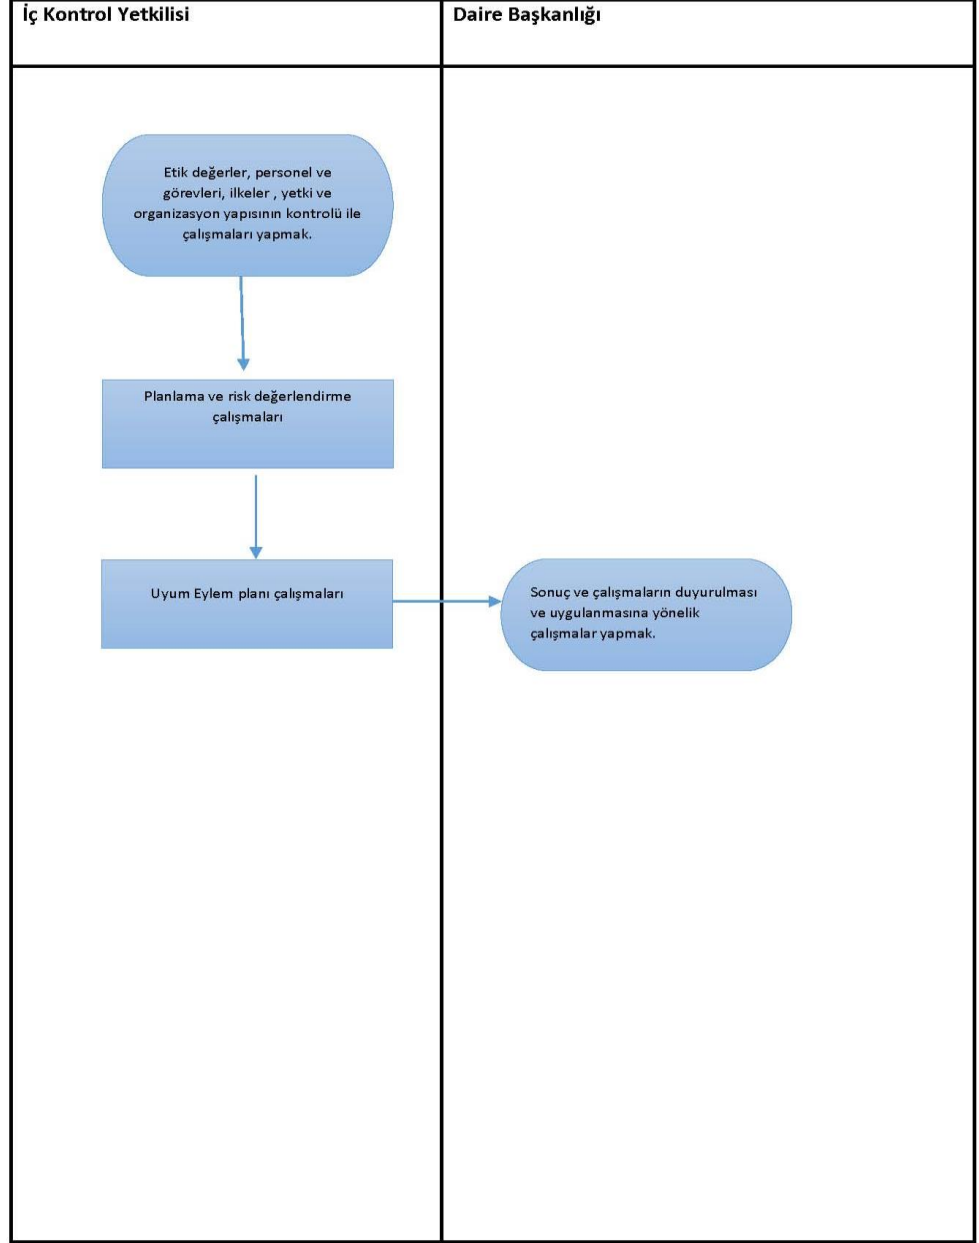 İç Kontrol Yetkilisi
Daire Başkanlığı
Etik değerler, personel ve
görevleri, ilkeler , yetki ve
organizasyon yapısının kontrolü ile
çalışmaları yapmak.
Planlama ve risk değerlendirme
çalışmaları
Uyum Eylem planı çalışmaları
Sonuç ve çalışmaların duyurulması
ve uygulanmasına yönelik
çalışmalar yapmak.